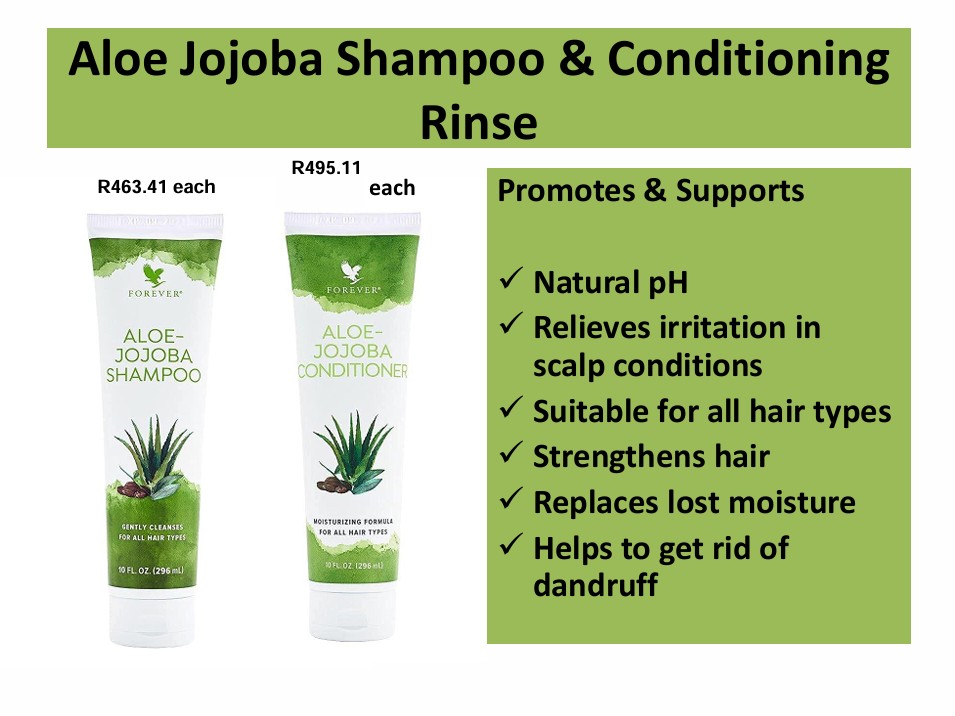 Aloe Jojoba Shampoo & Conditioning
Rinse
R463.41 each
R495.11
each
FOREVER®
ALOE-
JOJOBA
SHAMPOO
GENTLY CLEANSES
FOR ALL HAIR TYPES
10 FL. OZ. (296 mL)
FOREVER®
ALOE-
JOJOBA
CONDITIONER
MOISTURIZING FORMULA
FOR ALL HAIR TYPES
10 FL. OZ. (296 mL)
Promotes & Supports
✓ Natural pH
✓ Relieves irritation in
scalp conditions
✓ Suitable for all hair types
✓ Strengthens hair
✓ Replaces lost moisture
✓ Helps to get rid of
dandruff